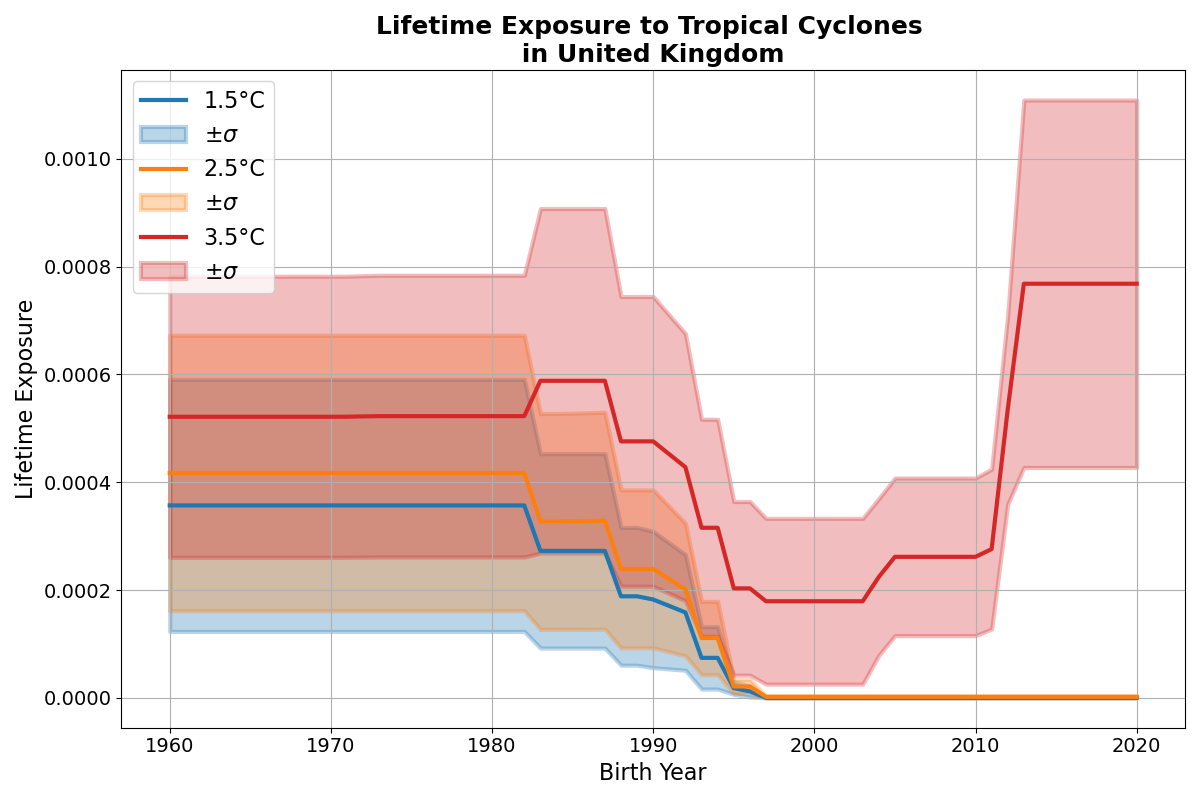 Lifetime Exposure to Tropical Cyclones
in United Kingdom
1.5°C
±σ
2.5°C
±σ
3.5°C
±σ
0.0010
0.0008
0.0006
0.0004
0.0002
0.0000
Lifetime Exposure
1960
1970
1980
1990
2000
2010
2020
Birth Year